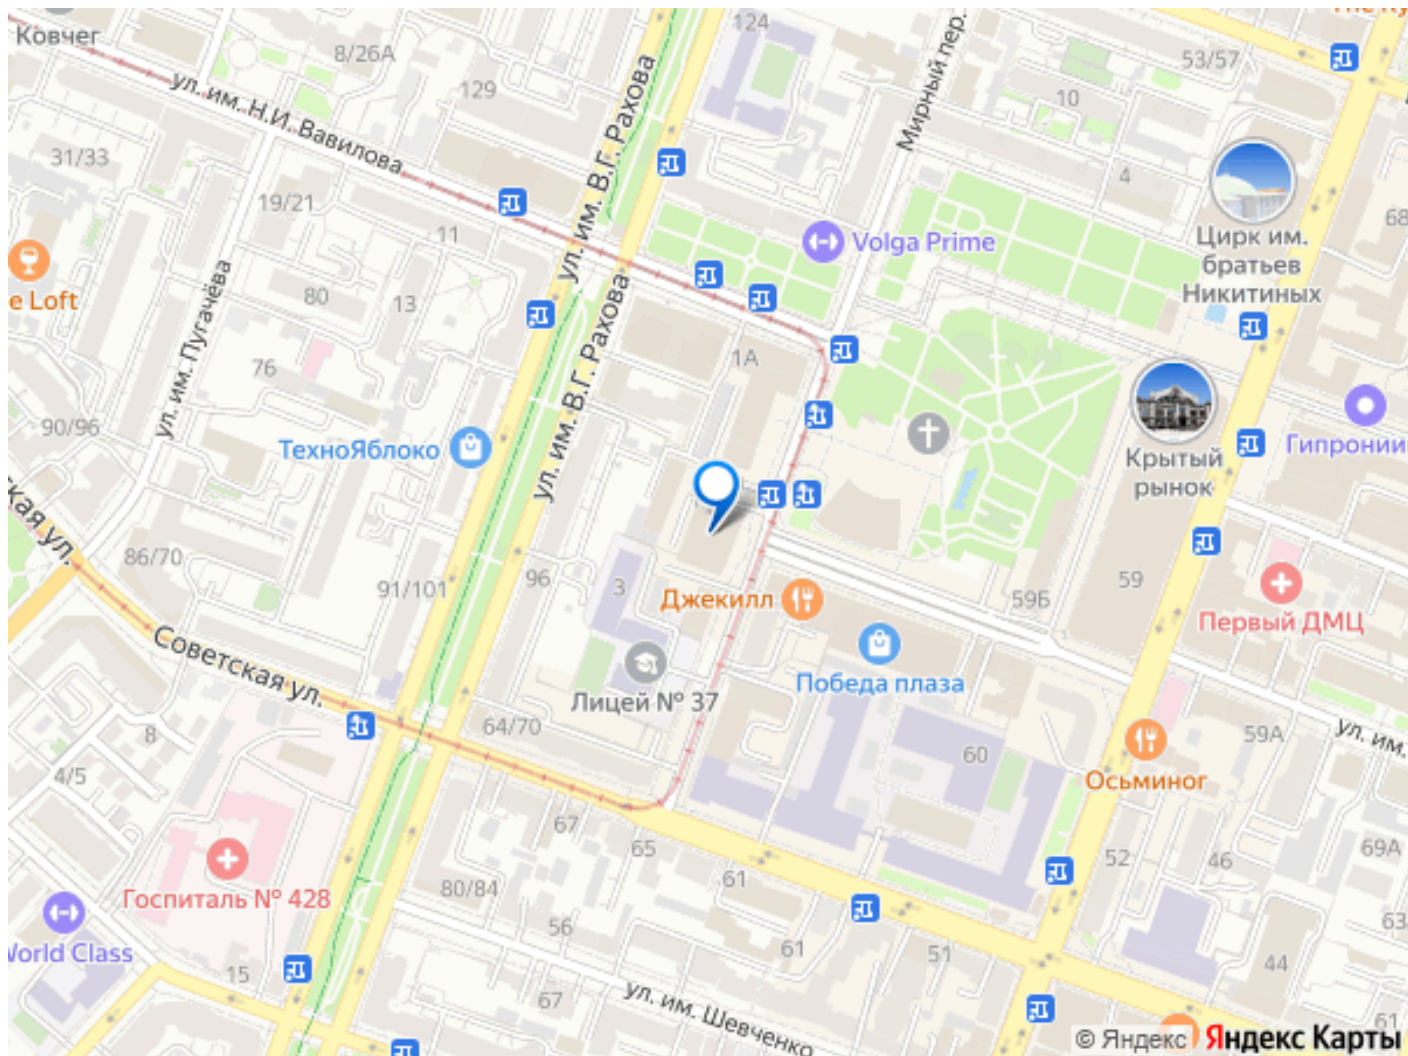 Ковчег
8/26А
124
Мирный пер.
53/57
129
10
ул. им. Н.И. Вавилова
ул. им. В.Г. Рахова
31/33
4
19/21
68
11
Volga Prime
Цирк им.
братьев
Никитиных
e Loft
80
13
ул. им. Пугачёва
ул. им. В.Г. Рахова
1А
76
90/96
ТехноЯблоко
Крытый
рынок
Гипронии
ская ул.
86/70
91/101
96
3
Джекилл
59Б
59
Первый ДМЦ
Советская ул.
Победа плаза
Лицей № 37
64/70
8
4/5
60
59А
ул. им.
Осьминог
67
65
52
46
69А
61
80/84
Госпиталь № 428
56
61
51
63
World Class
15
67
44
ул. им. Шевченко
61
© Яндекс
Яндекс Карты